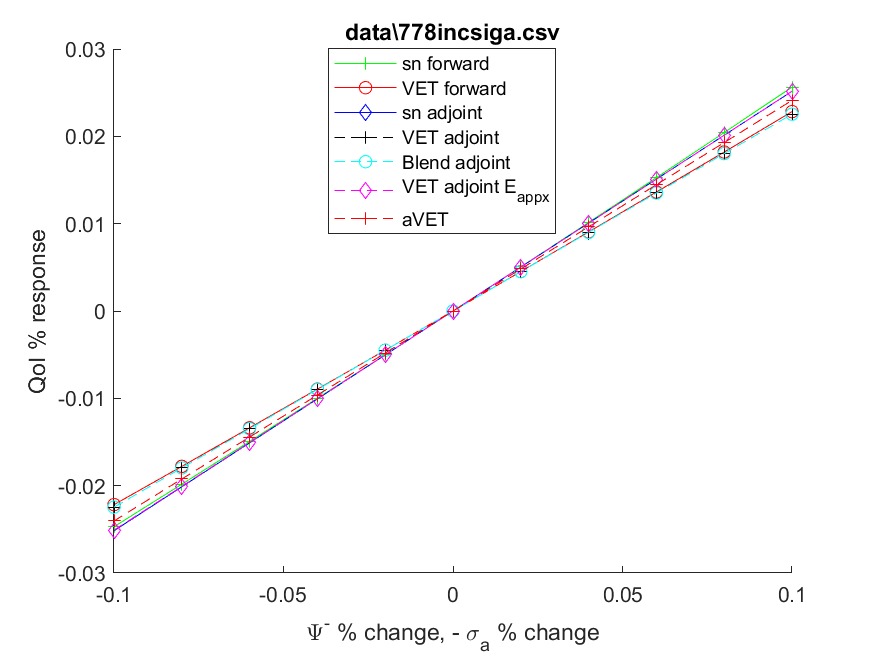 data\778incsiga.csv
sn forward
VET forward
sn adjoint
VET adjoint
Blend adjoint
VET adjoint E_appx
aVET
0.03
0.02
0.01
0
-0.01
-0.02
-0.03
QoI % response
-0.1
-0.05
0
0.05
0.1
Ψ⁻ % change, - σ_a % change